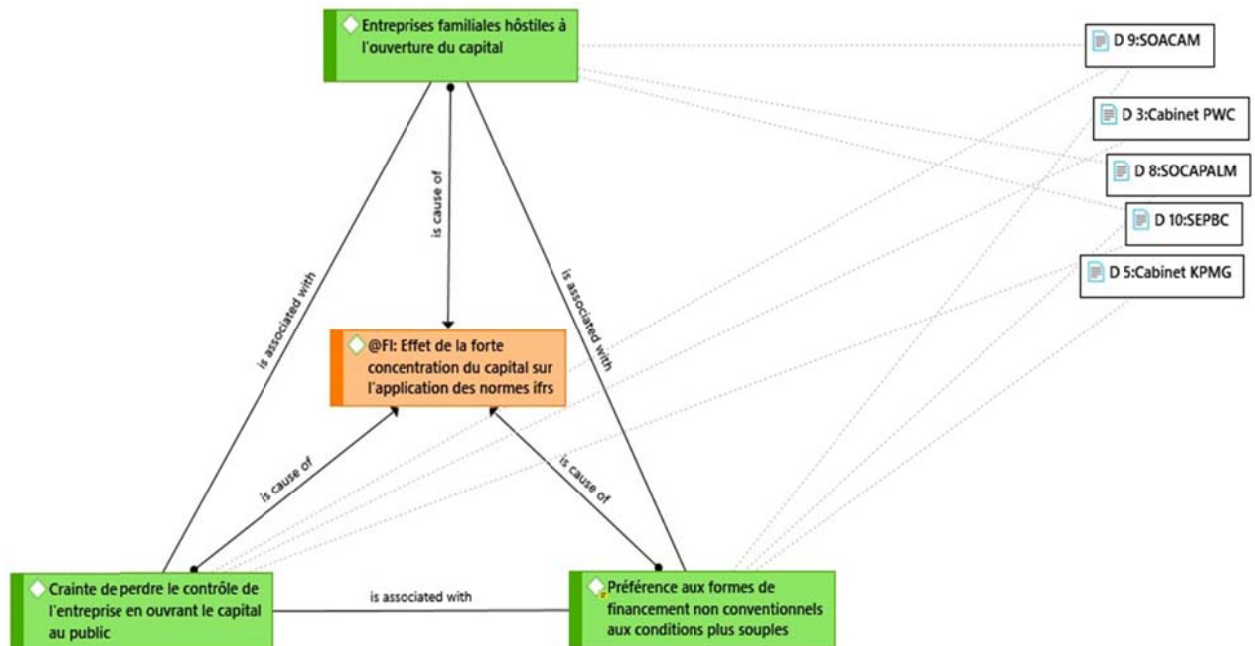 Entreprises familiales hôstiles à
l'ouverture du capital
D 9:SOACAM
D 3:Cabinet PWC
D 8:SOCAPALM
D 10:SEPBC
D 5:Cabinet KPMG
is cause of
is associated with
is associated with
@FI: Effet de la forte
concentration du capital sur
l'application des normes ifrs
is cause of
is cause of
Crainte de perdre le contrôle de
l'entreprise en ouvrant le capital
au public
is associated with
Préférence aux formes de
financement non conventionnels
aux conditions plus souples